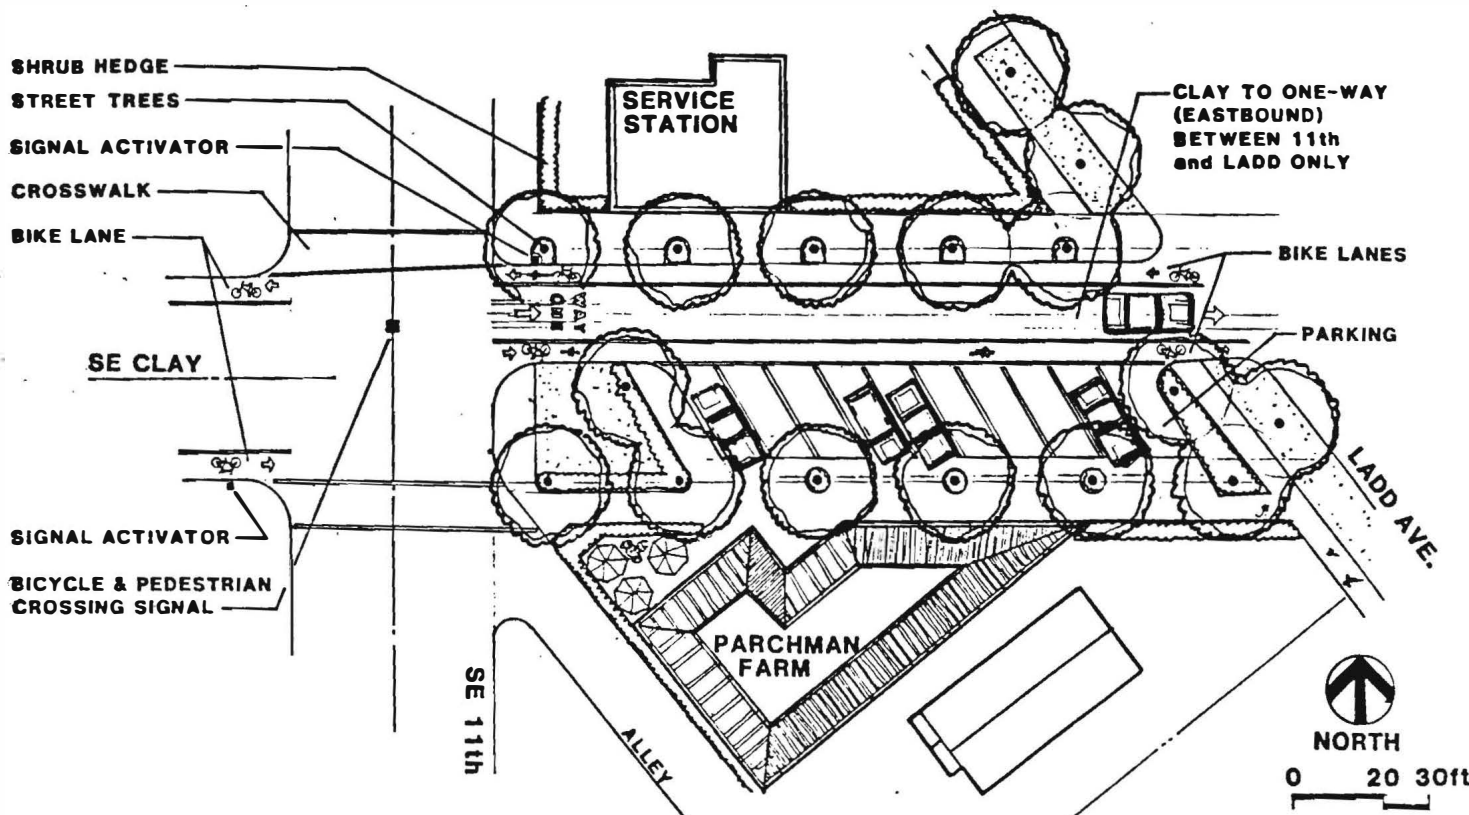 SHRUB HEDGE
STREET TREES
SIGNAL ACTIVATOR
CROSSWALK
BIKE LANE
SERVICE
STATION
CLAY TO ONE-WAY
(EASTBOUND)
BETWEEN 11th
and LADD ONLY
BIKE LANES
PARKING
WAY
ONE
SE CLAY
SIGNAL ACTIVATOR
BICYCLE & PEDESTRIAN
CROSSING SIGNAL
LADD AVE.
PARCHMAN
FARM
SE 11th
ALLEY
NORTH
0 20 30ft